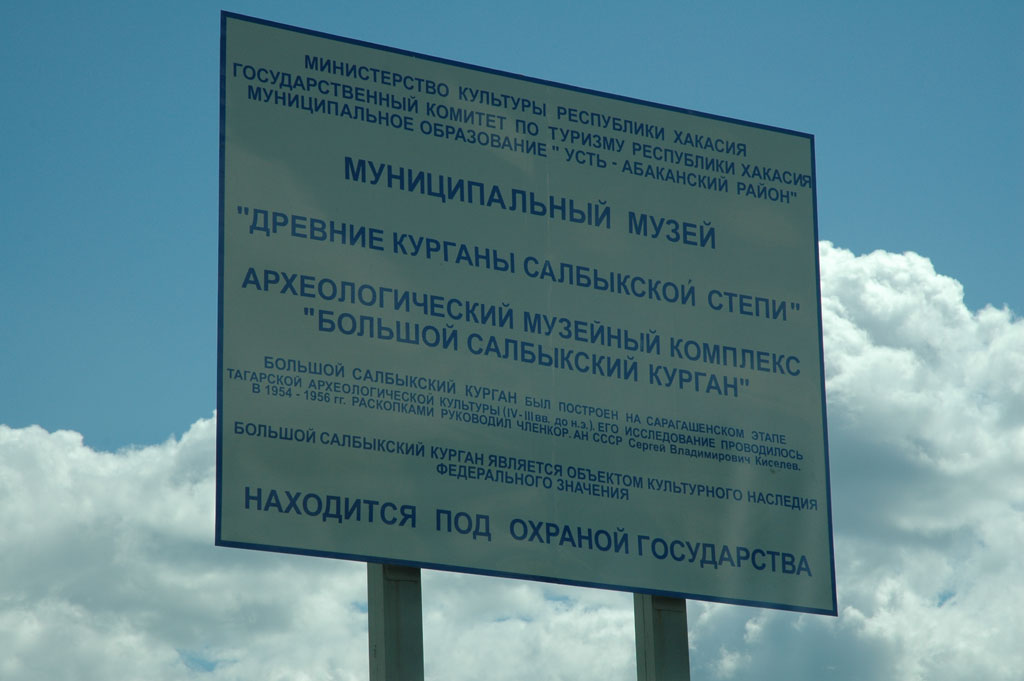 МИНИСТЕРСТВО КУЛЬТУРЫ РЕСПУБЛИКИ ХАКАСИЯ
ГОСУДАРСТВЕННЫЙ КОМИТЕТ ПО ТУРИЗМУ РЕСПУБЛИКИ ХАКАСИЯ
МУНИЦИПАЛЬНОЕ ОБРАЗОВАНИЕ " УСТЬ - АБАКАНСКИЙ РАЙОН"
МУНИЦИПАЛЬНЫЙ МУЗЕЙ
"ДРЕВНИЕ КУРГАНЫ САЛБЫКСКОЙ СТЕПИ"
АРХЕОЛОГИЧЕСКИЙ МУЗЕЙНЫЙ КОМПЛЕКС
"БОЛЬШОЙ САЛБЫКСКИЙ КУРГАН"
БОЛЬШОЙ САЛБЫКСКИЙ КУРГАН БЫЛ ПОСТРОЕН НА САРАГАШЕНСКОМ ЭТАПЕ
ТАГАРСКОЙ АРХЕОЛОГИЧЕСКОЙ КУЛЬТУРЫ (IV - III вв. до н.э.). ЕГО ИССЛЕДОВАНИЕ ПРОВОДИЛОСЬ
В 1954 - 1956 гг. РАСКОПКАМИ РУКОВОДИЛ ЧЛЕНКОР. АН СССР Сергей Владимирович Киселев.
БОЛЬШОЙ САЛБЫКСКИЙ КУРГАН ЯВЛЯЕТСЯ ОБЪЕКТОМ КУЛЬТУРНОГО НАСЛЕДИЯ
ФЕДЕРАЛЬНОГО ЗНАЧЕНИЯ
НАХОДИТСЯ ПОД ОХРАНОЙ ГОСУДАРСТВА